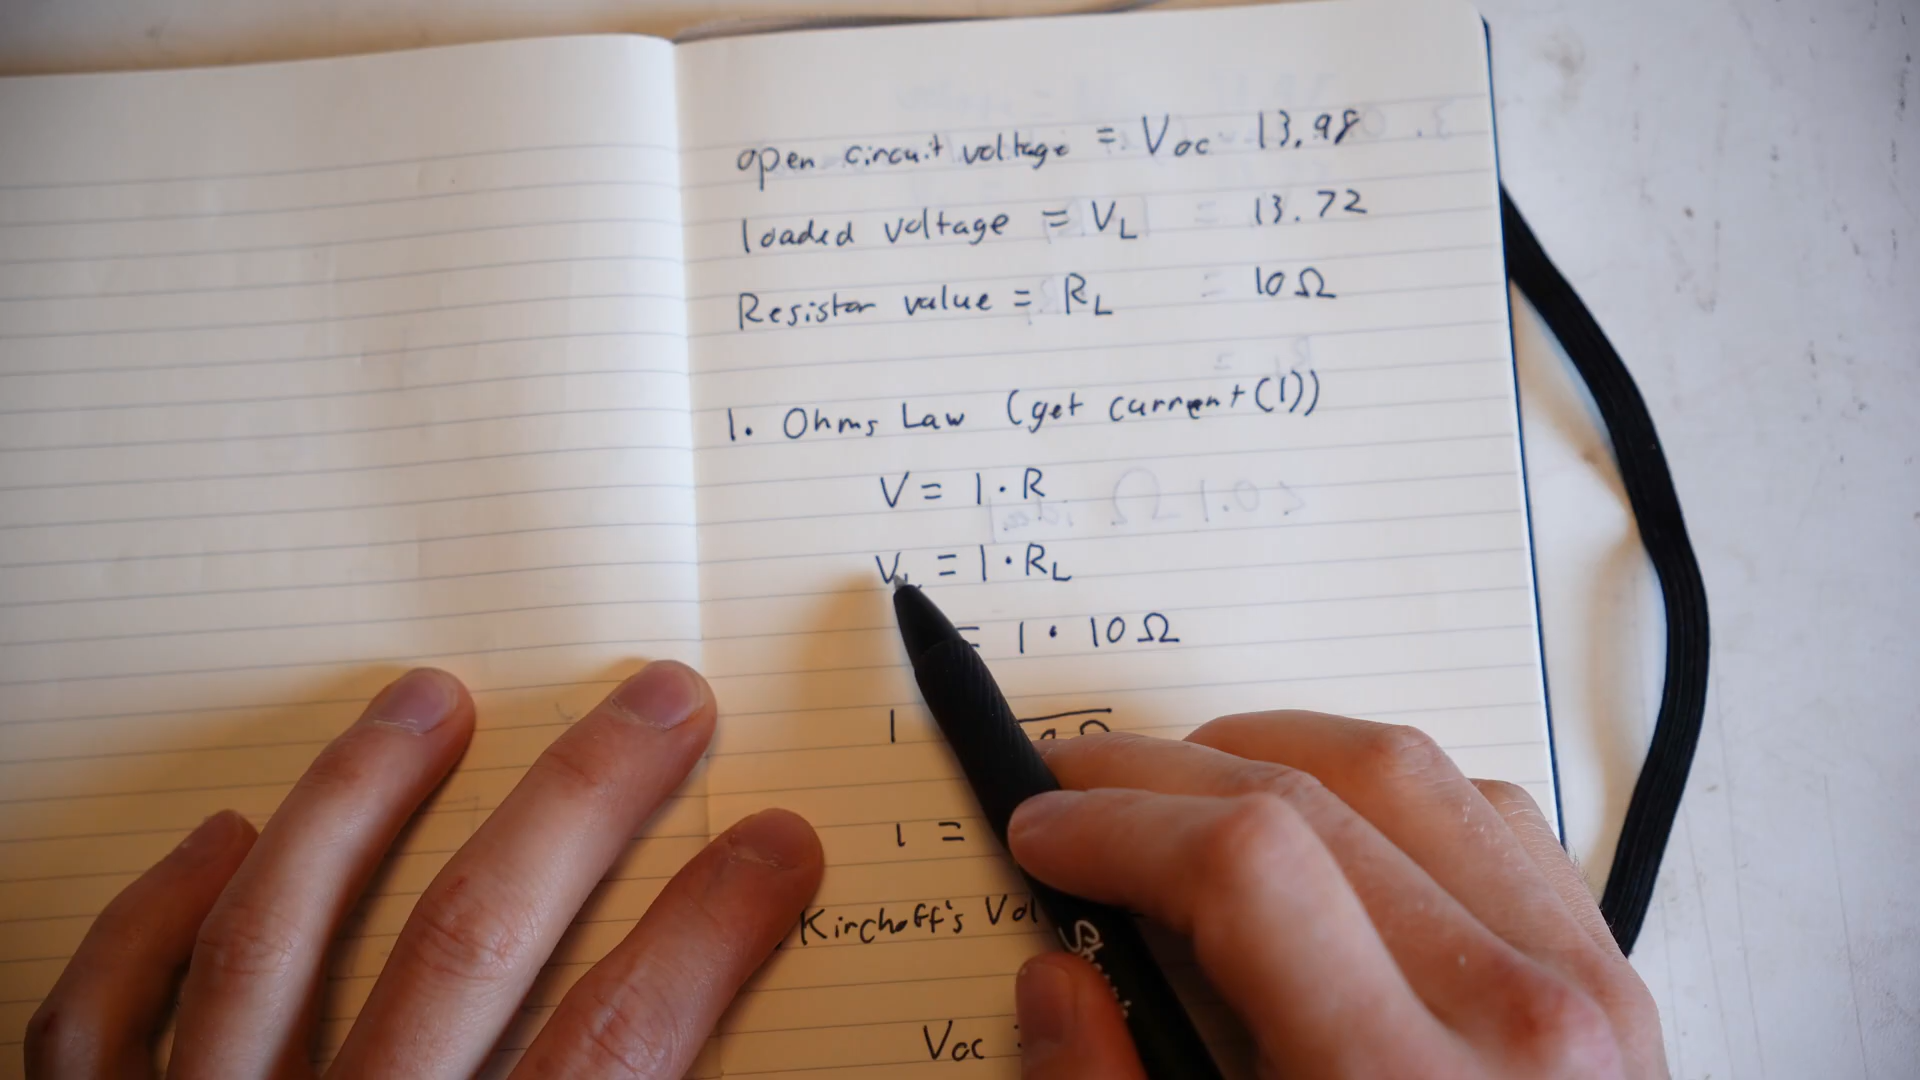 open circuit voltage = Voc 13.98
loaded voltage = VL = 13.72
Resistor value = RL = 10Ω
1. Ohms Law (get current (I))
V = I · R
VL = I · RL
= I · 10Ω
I
Ω
I =
Kirchoff's
Voc